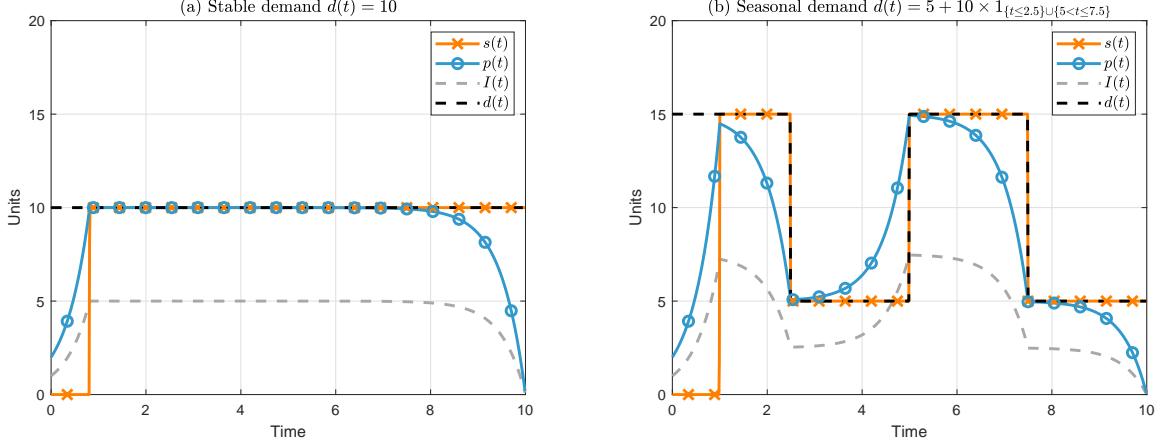 (a) Stable demand d(t) = 10
20
15
10
5
0
Units
0 2 4 6 8 10
Time
s(t)
p(t)
I(t)
d(t)
(b) Seasonal demand d(t) = 5 + 10 × 1_{{t≤2.5}∪{5<t≤7.5}}
20
15
10
5
0
Units
0 2 4 6 8 10
Time
s(t)
p(t)
I(t)
d(t)